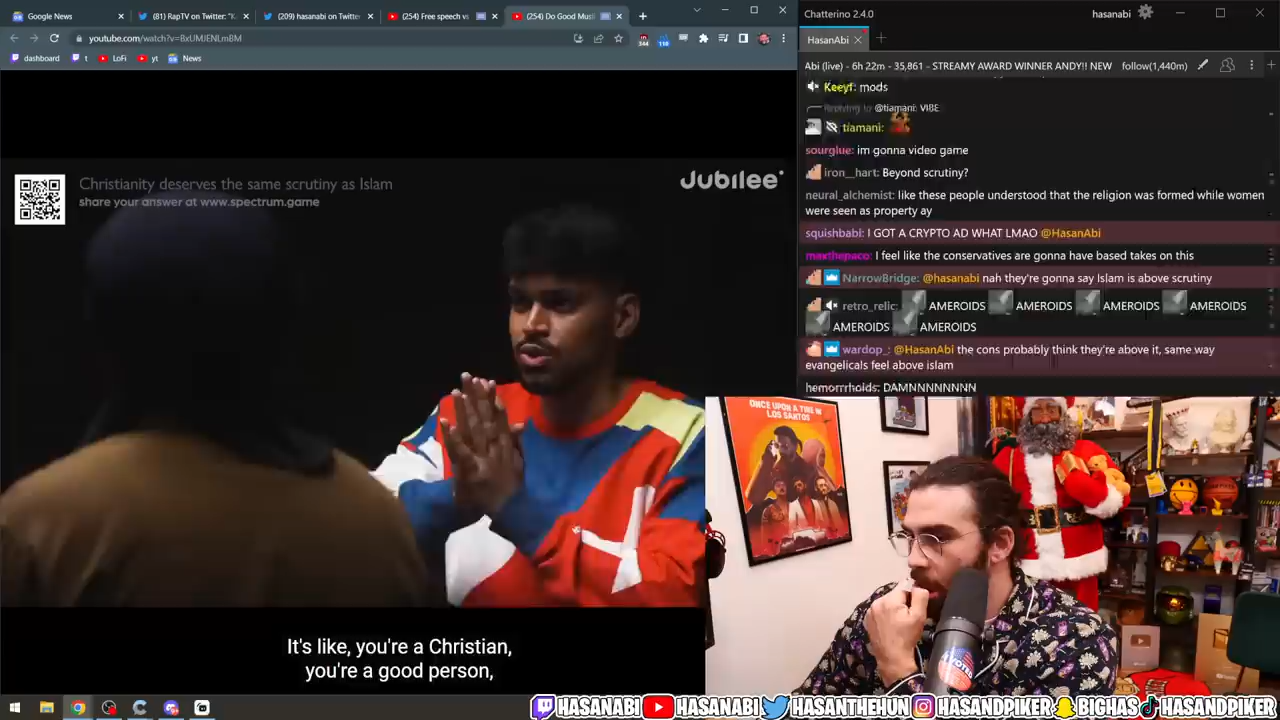 Google News
(81) RapTV on Twitter: "K
(209) hasanabi on Twitte
(254) Free speech v
(254) Do Good Musl
youtube.com/watch?v=BxUMJENLmBM
dashboard
t
LoFi
yt
News
Christianity deserves the same scrutiny as Islam
share your answer at www.spectrum.game
Jubilee
It's like, you're a Christian,
you're a good person,
Chatterino 2.4.0
hasanabi
HasanAbi
Abi (live) - 6h 22m - 35,861 - STREAMY AWARD WINNER ANDY!! NEW
follow(1,440m)
Keeyf: mods
Replying to @tiamani: VIBE
tiamani:
sourglue: im gonna video game
iron__hart: Beyond scrutiny?
neural_alchemist: like these people understood that the religion was formed while women
were seen as property ay
squishbabi: I GOT A CRYPTO AD WHAT LMAO @HasanAbi
maxthepaco: I feel like the conservatives are gonna have based takes on this
NarrowBridge: @hasanabi nah they're gonna say Islam is above scrutiny
retro_relic: AMEROIDS AMEROIDS AMEROIDS AMEROIDS
AMEROIDS AMEROIDS
wardop_: @HasanAbi the cons probably think they're above it, same way
evangelicals feel above islam
hemorrrholds: DAMNNNNNNNN
ONCE UPON A TIME IN
LOS SANTOS
VOTED
HASANABI HASANABI HASANTHEHUN HASANDPIKER BIGHAS HASANDPIKER